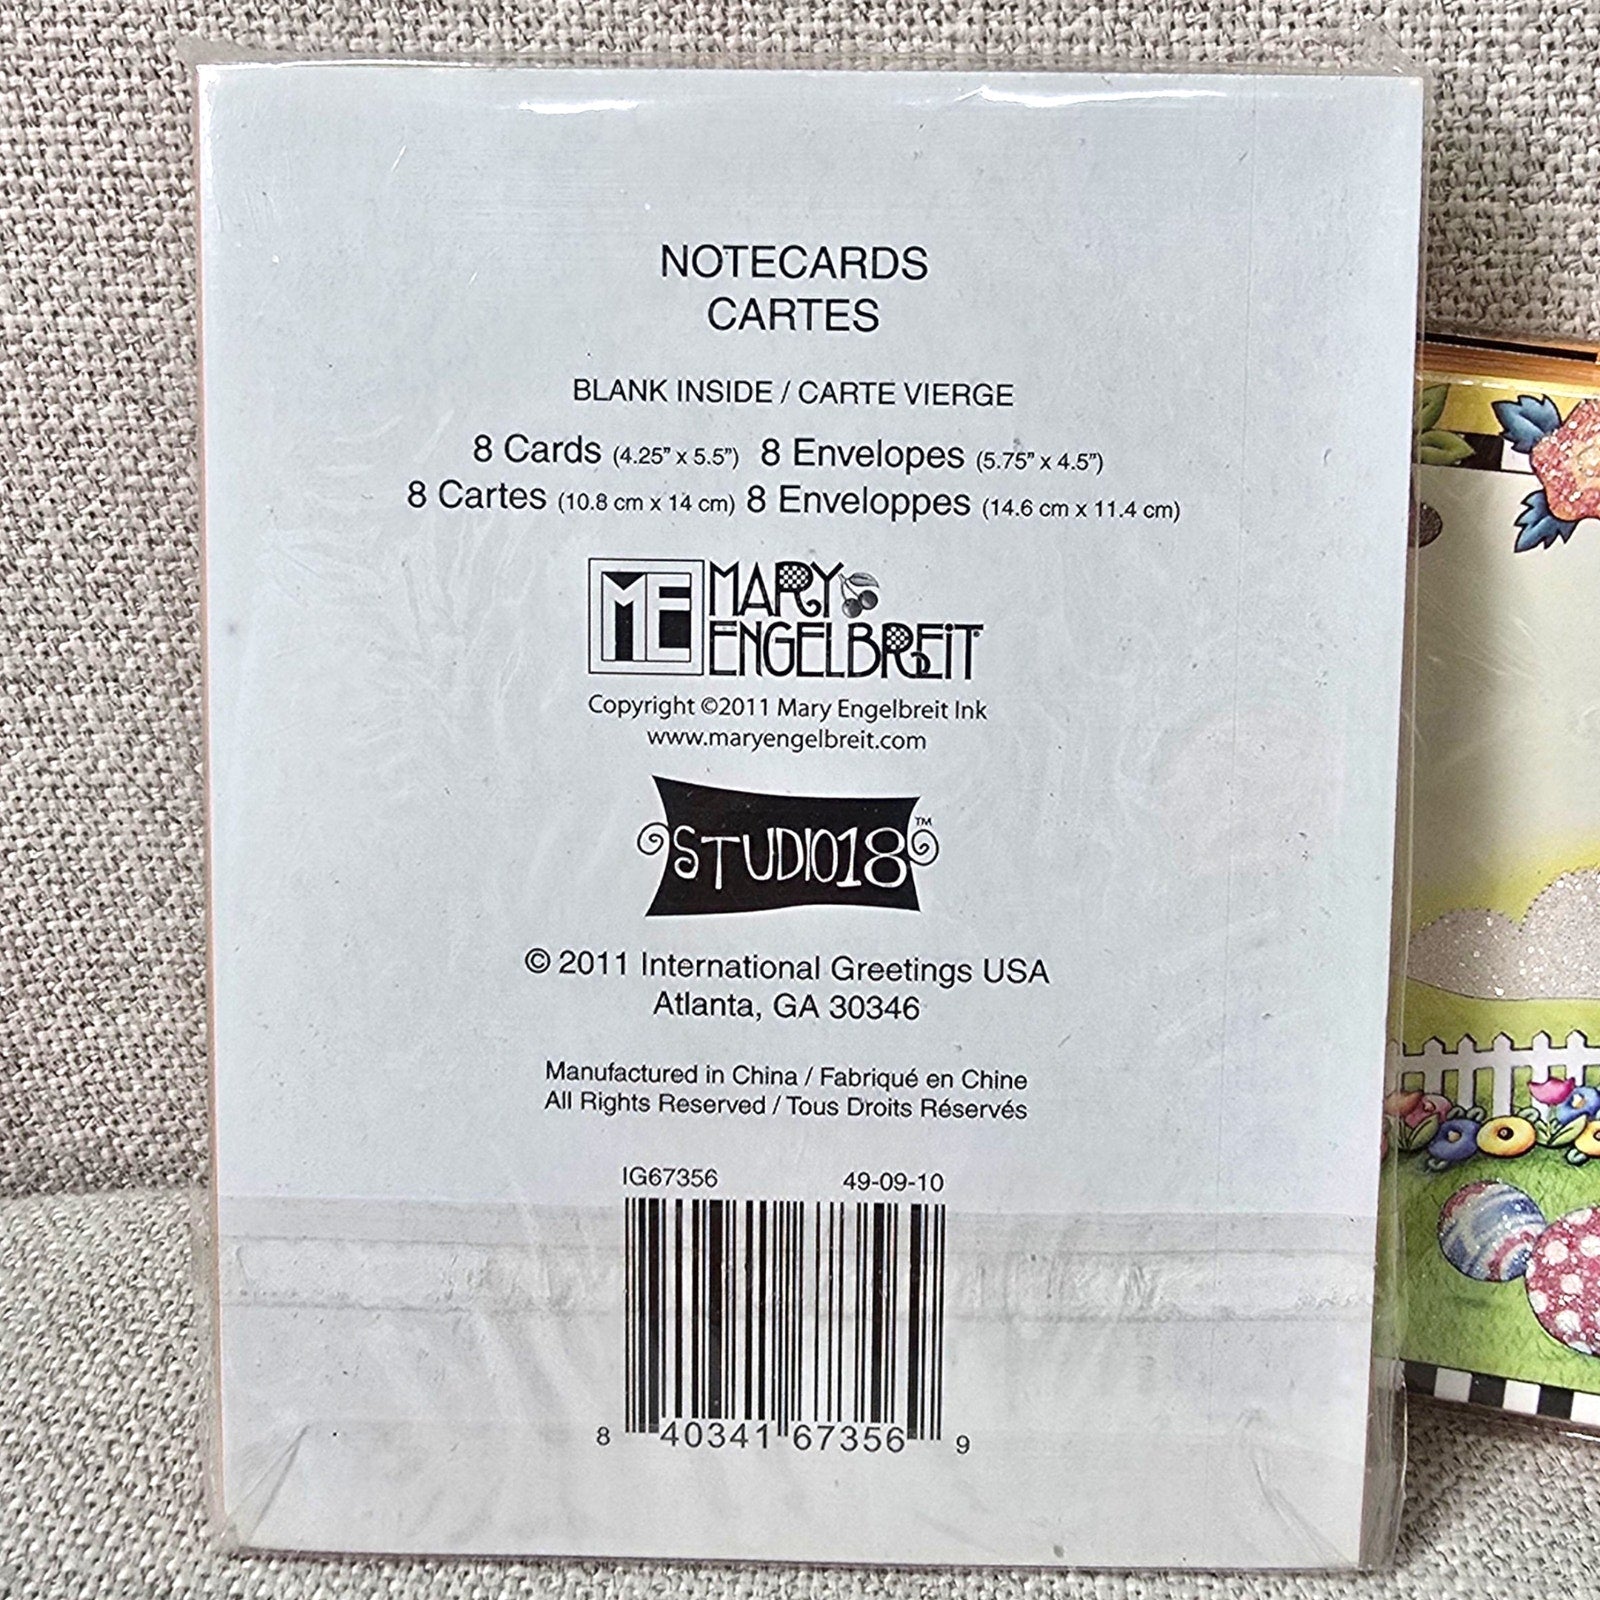 NOTECARDS
CARTES
BLANK INSIDE / CARTE VIERGE
8 Cards (4.25" x 5.5") 8 Envelopes (5.75" x 4.5")
8 Cartes (10.8 cm x 14 cm) 8 Enveloppes (14.6 cm x 11.4 cm)
ME MARY
ENGELBREIT
Copyright ©2011 Mary Engelbreit Ink
www.maryengelbreit.com
STUDIO18™
© 2011 International Greetings USA
Atlanta, GA 30346
Manufactured in China / Fabriqué en Chine
All Rights Reserved / Tous Droits Réservés
IG67356 49-09-10
8 40341 67356 9